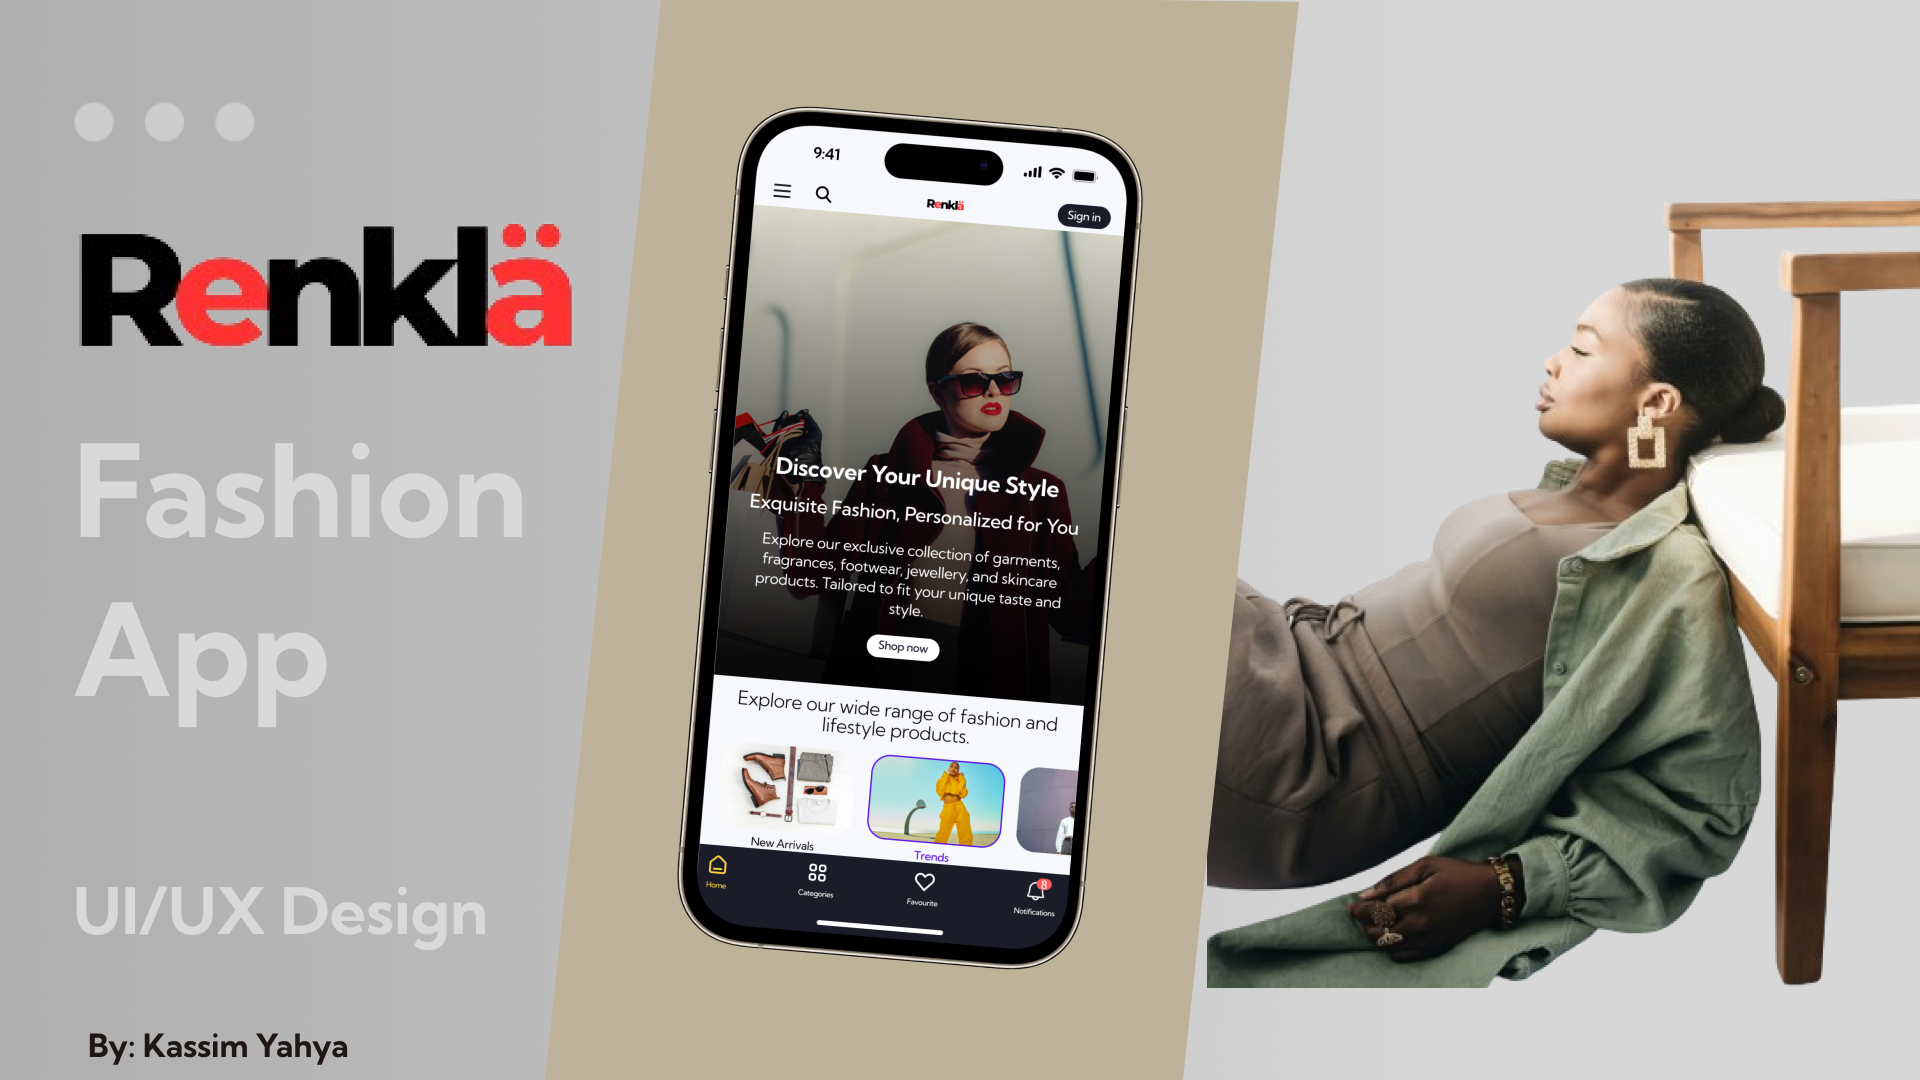 Renklä
Fashion
App
UI/UX Design
By: Kassim Yahya
9:41
Renklä
Sign in
Discover Your Unique Style
Exquisite Fashion, Personalized for You
Explore our exclusive collection of garments,
fragrances, footwear, jewellery, and skincare
products. Tailored to fit your unique taste and
style.
Shop now
Explore our wide range of fashion and
lifestyle products.
New Arrivals
Trends
Home
Categories
Favourite
8
Notifications